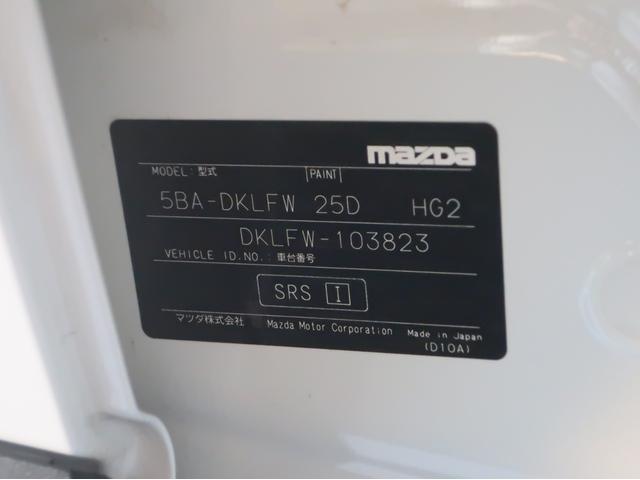 mazda
MODEL: 型式 PAINT
5BA-DKLFW 25D HG2
DKLFW-103823
VEHICLE ID.NO.: 車台番号
SRS I
マツダ株式会社 Mazda Motor Corporation Made in Japan
(D10A)